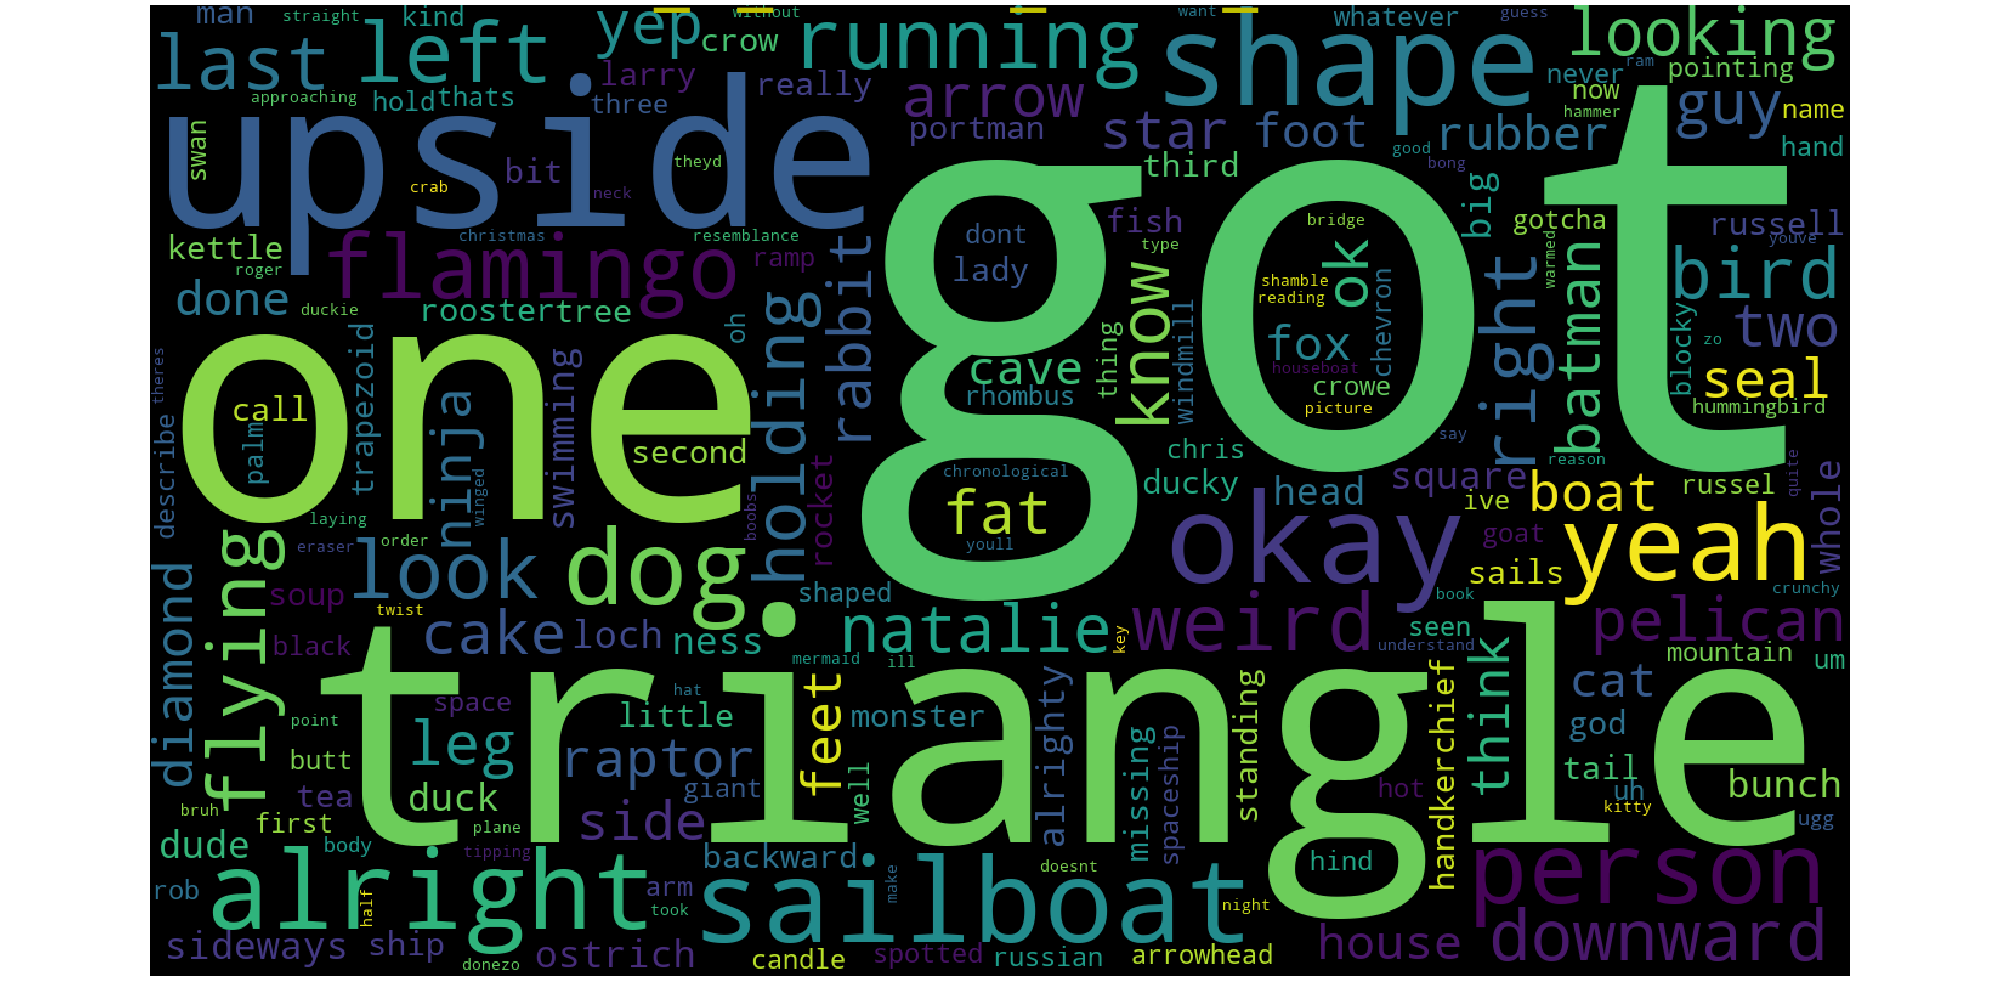 man
straight
kind
yep
without
running
want
shape
whatever
guess
looking
last
left
crow
larry
really
arrow
never
ram
pointing
approaching
hold
thats
three
portman
star
foot
rubber
now
hammer
guy
name
upside
swan
bit
theyd
crab
neck
third
good
bong
hand
got
big
kettle
roger
flamingo
christmas
resemblance
ramp
dont
lady
fish
type
bridge
ok
gotcha
russell
youve
warmed
bird
done
duckie
rooster
tree
oh
holding
rabbit
know
windmill
shamble
reading
chevron
right
batman
blocky
two
zo
theres
one
trapezoid
ninja
swimming
cave
rhombus
thing
fox
houseboat
crowe
picture
seal
hummingbird
call
palm
second
describe
winged
rocket
boobs
chronological
fat
youll
chris
ducky
head
square
say
reason
ive
boat
russel
quite
whole
laying
eraser
order
flying
look
dog
okay
goat
sails
yeah
crunchy
diamond
soup
twist
shaped
book
black
cake
loch
ness
natalie
key
weird
seen
understand
pelican
mountain
um
mermaid
ill
triangle
space
hat
point
little
feet
monster
alrighty
missing
spaceship
standing
handkerchief
think
cat
god
tail
bunch
butt
leg
raptor
giant
well
hot
uh
kitty
ugg
tea
duck
bruh
first
plane
side
dude
body
tipping
backward
doesnt
hind
person
rob
alright
half
arm
took
make
sailboat
night
sideways
ship
donezo
ostrich
candle
spotted
russian
arrowhead
house
downward